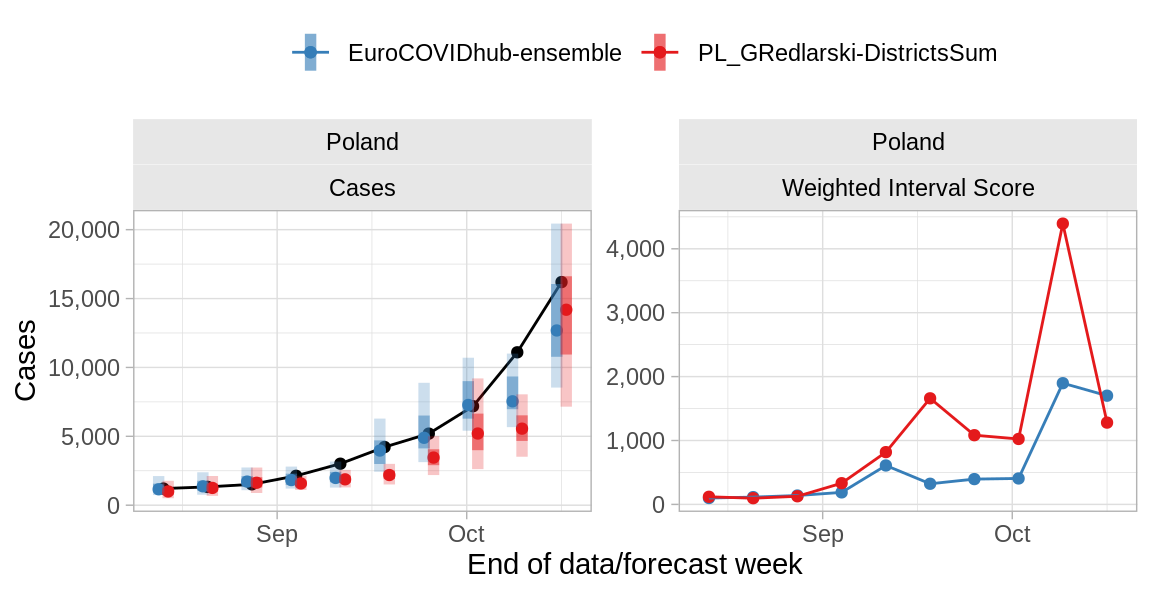 EuroCOVIDhub-ensemble PL_GRedlarski-DistrictsSum
Poland
Cases
20,000
15,000
10,000
5,000
0
Cases
Sep Oct
Poland
Weighted Interval Score
4,000
3,000
2,000
1,000
0
Sep Oct
End of data/forecast week